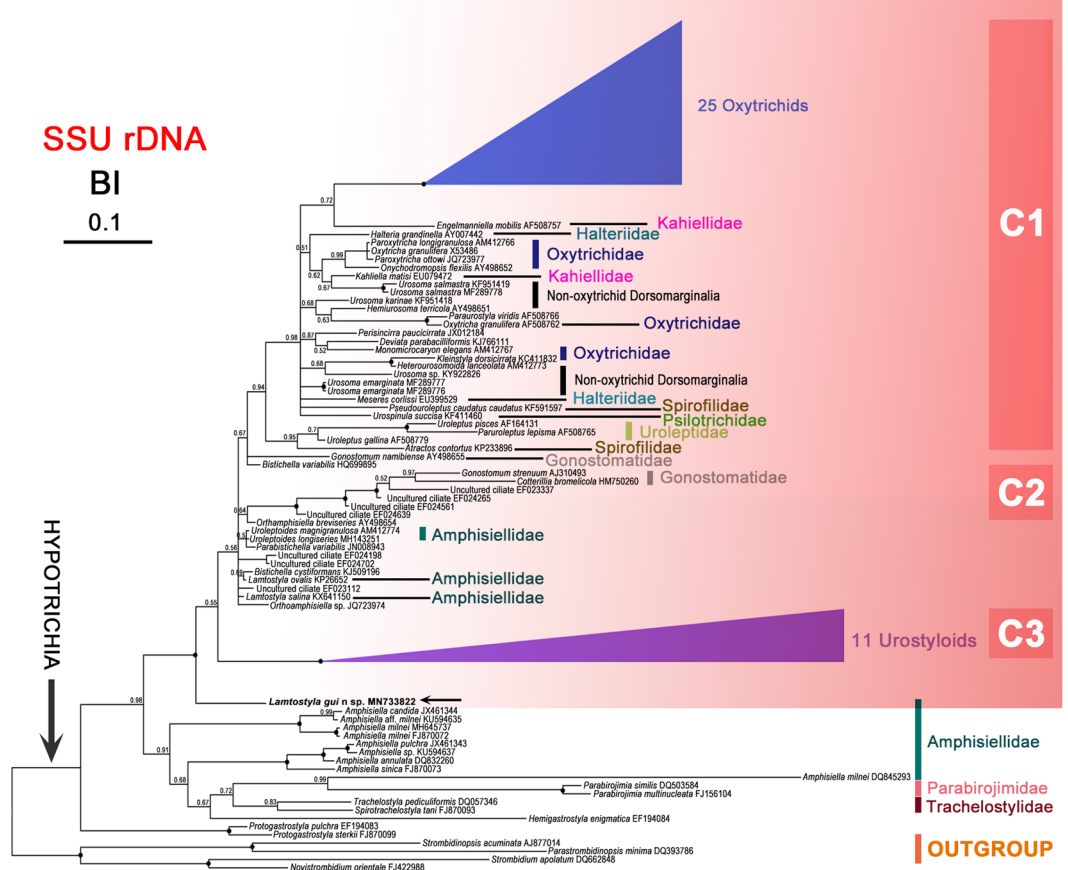 25 Oxytrichids
C1
SSU rDNA
BI
0.1
0.72
Engelmanniella mobilis AF508757
Kahiellidae
Halteria grandinella AY007442
Halteriidae
Paroxytricha longigranulosa AM412766
0.51
Oxytricha granulifera X53486
0.99
Paroxytricha ottowi JQ723977
Oxytrichidae
Onychodromopsis flexilis AY498652
0.62
Kahliella matisi EU079472
Kahiellidae
0.67
Urosoma salmastra KF951419
Urosoma salmastra MF289778
Non-oxytrichid Dorsomarginalia
Urosoma karinae KF951418
0.68
Hemiurosoma terricola AY498651
0.63
Paraurostyla viridis AF508766
Oxytricha granulifera AF508762
Oxytrichidae
Perisincirra paucicirrata JX012184
0.98
0.87
Deviata parabacilliformis KJ766111
0.52
Monomicrocaryon elegans AM412767
Oxytrichidae
Kleinstyla dorsicirrata KC411832
0.68
Heterourosomoida lanceolata AM412773
Urosoma sp. KY922826
Non-oxytrichid Dorsomarginalia
Urosoma emarginata MF289777
0.94
Urosoma emarginata MF289776
Meseres corlissi EU399529
Halteriidae
Pseudouroleptus caudatus caudatus KF591597
Spirofilidae
Urospinula succisa KF411460
Psilotrichidae
Uroleptus pisces AF164131
0.7
Paruroleptus lepisma AF508765
Uroleptidae
0.67
0.95
Uroleptus gallina AF508779
Atractos contortus KP233896
Spirofilidae
Gonostomum namibiense AY498655
Gonostomatidae
Bistichella variabilis HQ699895
0.97
Gonostomum strenuum AJ310493
0.52
Cotterillia bromelicola HM750260
Gonostomatidae
C2
Uncultured ciliate EF023337
Uncultured ciliate EF024265
Uncultured ciliate EF024561
0.64
Uncultured ciliate EF024639
Orthamphisiella breviseries AY498654
Uroleptoides magnigranulosa AM412774
Amphisiellidae
Uroleptoides longiseries MH143251
0.56
Parabistichella variabilis JN008943
Uncultured ciliate EF024198
Uncultured ciliate EF024702
Bistichella cystiformans KJ509196
Lamtostyla ovalis KP26652
Amphisiellidae
Uncultured ciliate EF023112
Lamtostyla salina KX641150
Amphisiellidae
0.55
Orthoamphisiella sp. JQ723974
HYPOTRICHIA
11 Urostyloids
C3
0.98
Lamtostyla gui n sp. MN733822
0.99
Amphisiella candida JX461344
Amphisiella aff. milnei KU594635
Amphisiella milnei MH645737
Amphisiella milnei FJ870072
0.91
Amphisiella pulchra JX461343
Amphisiellidae
Amphisiella sp. KU594637
Amphisiella annulata DQ832260
Amphisiella sinica FJ870073
0.68
0.99
Amphisiella milnei DQ845293
0.72
Parabirojimia similis DQ503584
Parabirojimidae
Parabirojimia multinucleata FJ156104
0.67
0.83
Trachelostyla pediculiformis DQ057346
Trachelostylidae
Spirotrachelostyla tani FJ870093
Hemigastrostyla enigmatica EF194084
Protogastrostyla pulchra EF194083
Protogastrostyla sterkii FJ870099
Strombidinopsis acuminata AJ877014
Parastrombidinopsis minima DQ393786
OUTGROUP
Strombidium apolatum DQ662848
Novistrombidium orientale FJ422988